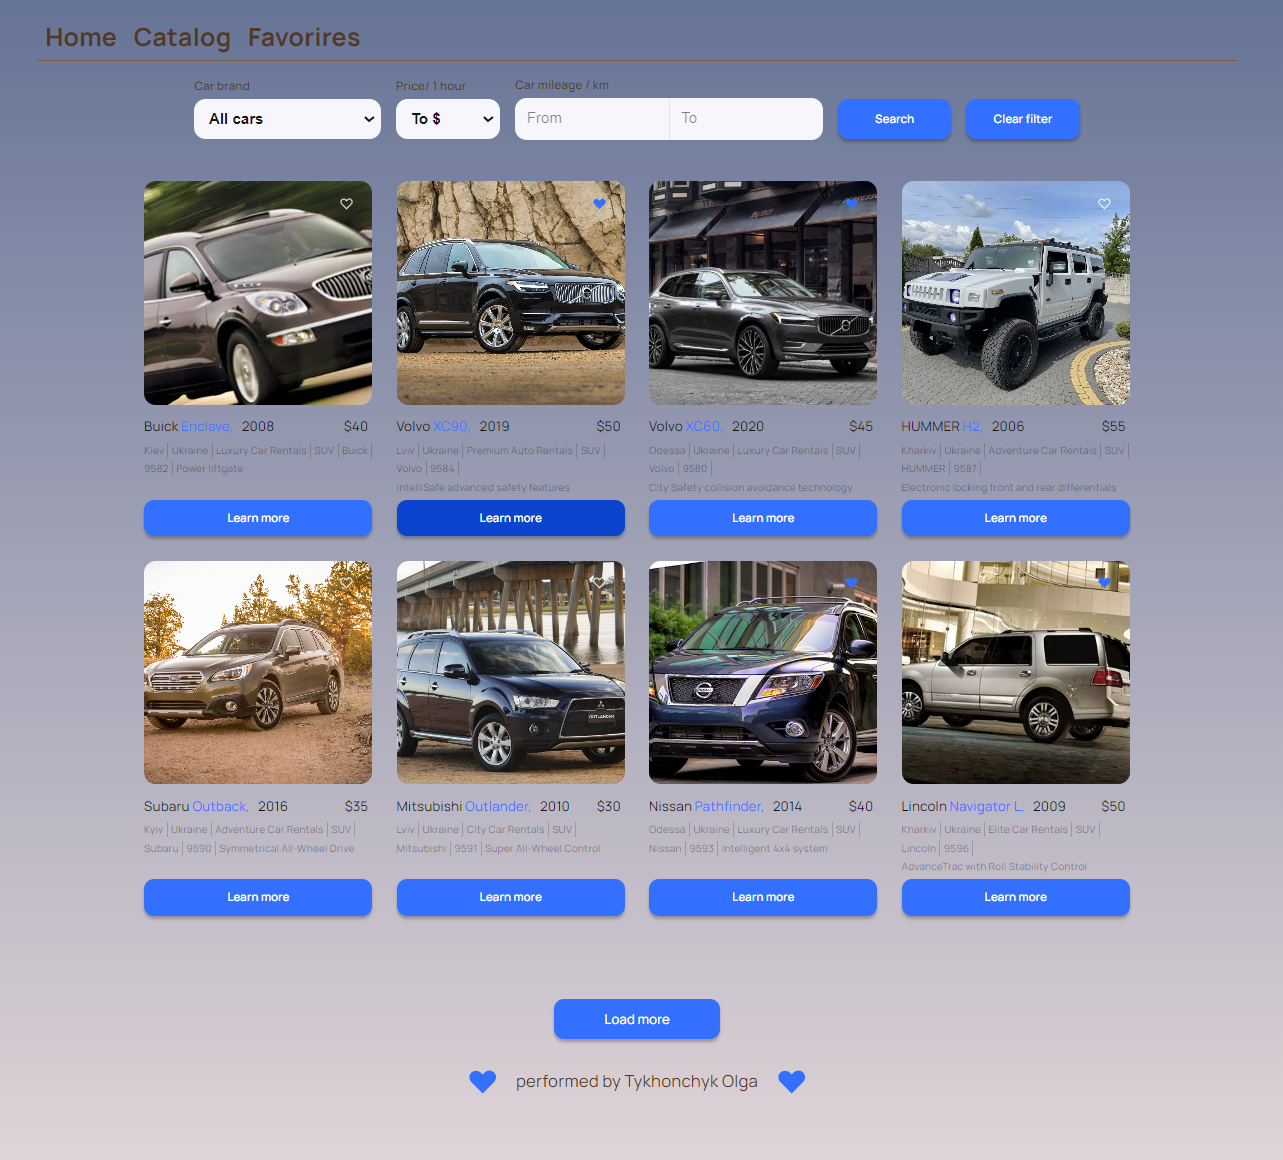 Home Catalog Favorires
Car brand Price/ 1 hour Car mileage / km
All cars To $ From To Search Clear filter
Buick Enclave, 2008 $40
Kiev | Ukraine | Luxury Car Rentals | SUV | Buick |
9582 | Power liftgate
Learn more
Volvo XC90, 2019 $50
Lviv | Ukraine | Premium Auto Rentals | SUV |
Volvo | 9584 |
IntelliSafe advanced safety features
Learn more
Volvo XC60, 2020 $45
Odessa | Ukraine | Luxury Car Rentals | SUV |
Volvo | 9580 |
City Safety collision avoidance technology
Learn more
HUMMER H2, 2006 $55
Kharkiv | Ukraine | Adventure Car Rentals | SUV |
HUMMER | 9587 |
Electronic locking front and rear differentials
Learn more
Subaru Outback, 2016 $35
Kyiv | Ukraine | Adventure Car Rentals | SUV |
Subaru | 9590 | Symmetrical All-Wheel Drive
Learn more
OUTLANDER
Mitsubishi Outlander, 2010 $30
Lviv | Ukraine | City Car Rentals | SUV |
Mitsubishi | 9591 | Super All-Wheel Control
Learn more
Nissan Pathfinder, 2014 $40
Odessa | Ukraine | Luxury Car Rentals | SUV |
Nissan | 9593 | Intelligent 4x4 system
Learn more
Lincoln Navigator L, 2009 $50
Kharkiv | Ukraine | Elite Car Rentals | SUV |
Lincoln | 9596 |
AdvanceTrac with Roll Stability Control
Learn more
Load more
performed by Tykhonchyk Olga